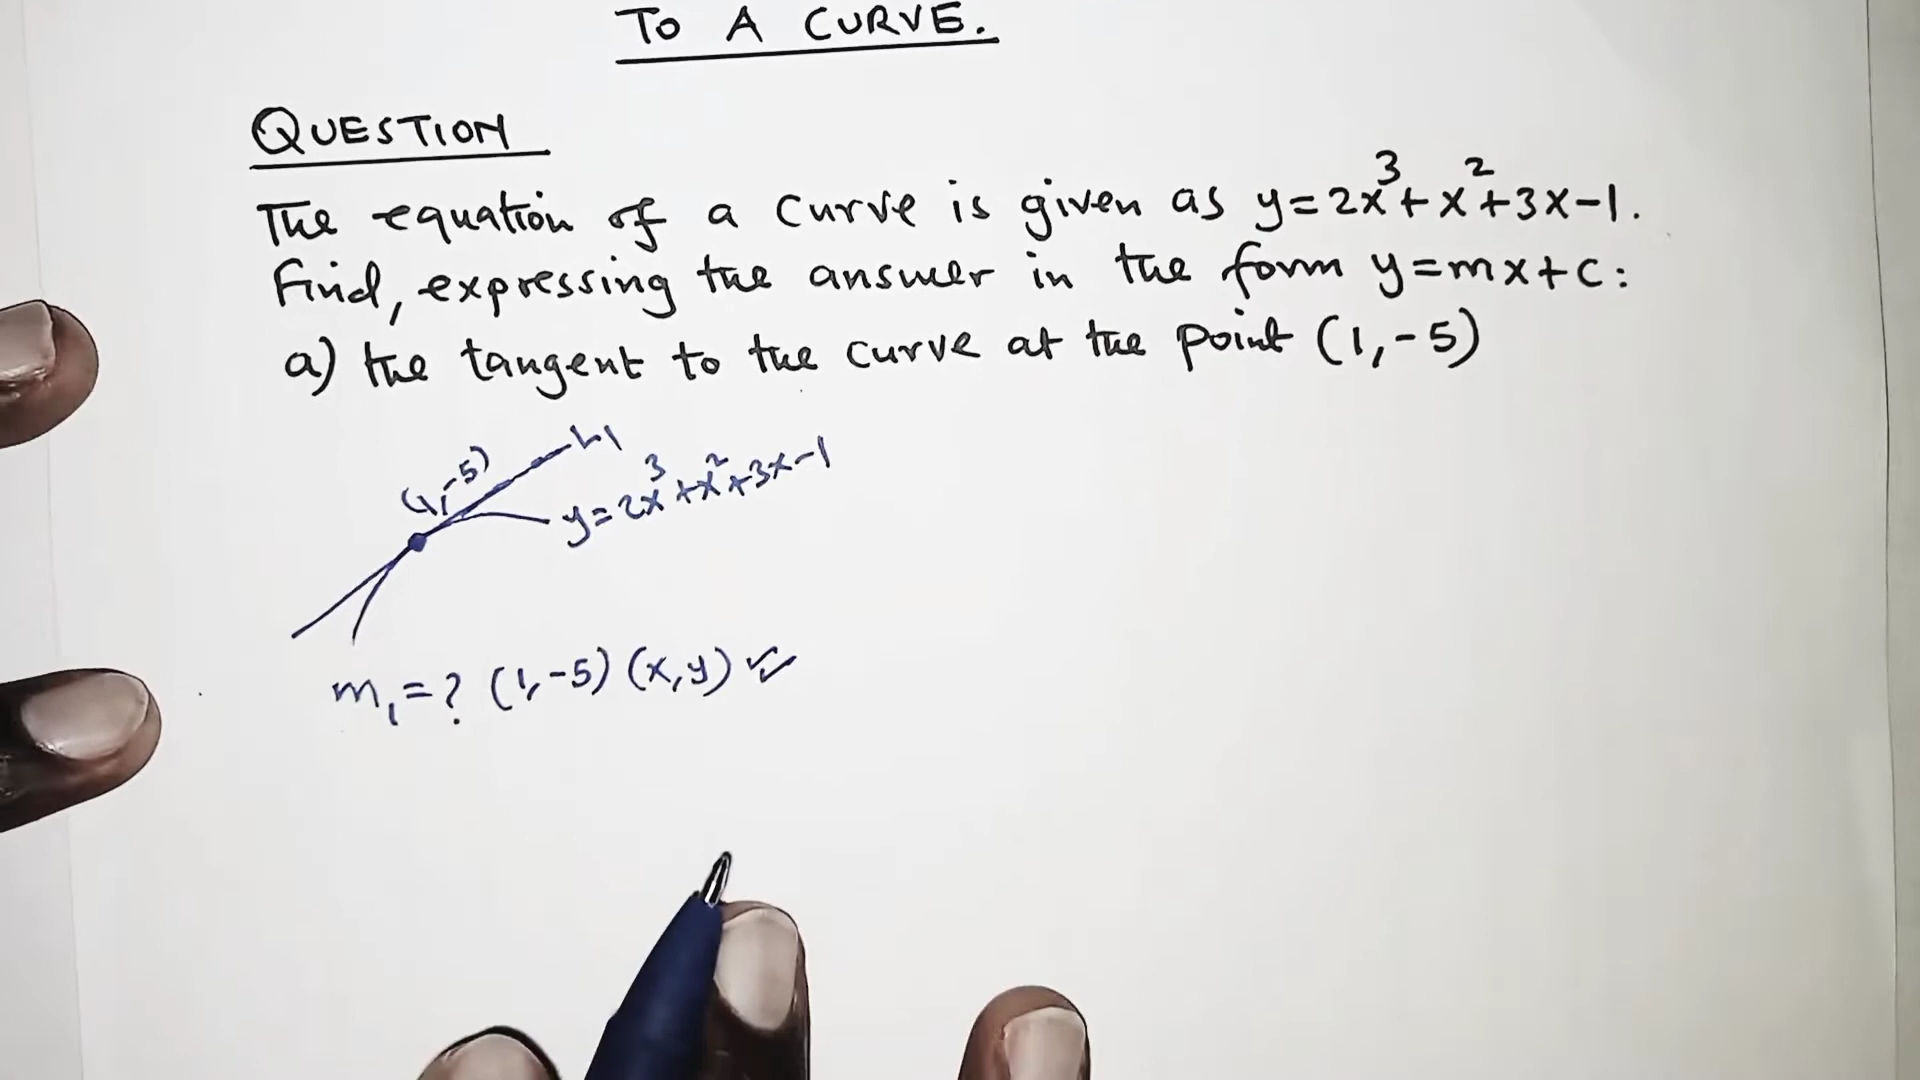 TO A CURVE.
QUESTION
The equation of a curve is given as y=2x³+x²+3x-1.
Find, expressing the answer in the form y=mx+c:
a) the tangent to the curve at the point (1,-5)
L1
(1,-5)
y=2x³+x²+3x-1
m₁=? (1,-5) (x,y) ✓